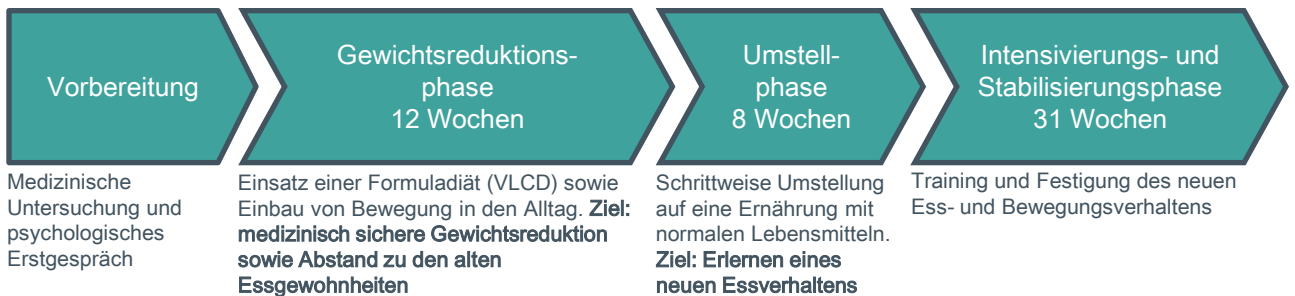 Vorbereitung
Gewichtsreduktions-
phase
12 Wochen
Umstell-
phase
8 Wochen
Intensivierungs- und
Stabilisierungsphase
31 Wochen
Medizinische
Untersuchung und
psychologisches
Erstgespräch
Einsatz einer Formuladiät (VLCD) sowie
Einbau von Bewegung in den Alltag. Ziel:
medizinisch sichere Gewichtsreduktion
sowie Abstand zu den alten
Essgewohnheiten
Schrittweise Umstellung
auf eine Ernährung mit
normalen Lebensmitteln.
Ziel: Erlernen eines
neuen Essverhaltens
Training und Festigung des neuen
Ess- und Bewegungsverhaltens